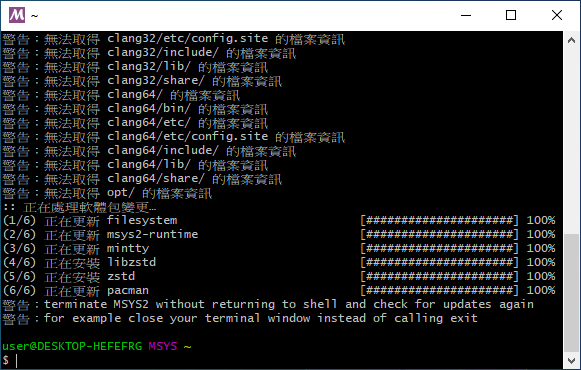 ~
警告：無法取得 clang32/etc/config.site 的檔案資訊
警告：無法取得 clang32/include/ 的檔案資訊
警告：無法取得 clang32/lib/ 的檔案資訊
警告：無法取得 clang32/share/ 的檔案資訊
警告：無法取得 clang64/ 的檔案資訊
警告：無法取得 clang64/bin/ 的檔案資訊
警告：無法取得 clang64/etc/ 的檔案資訊
警告：無法取得 clang64/etc/config.site 的檔案資訊
警告：無法取得 clang64/include/ 的檔案資訊
警告：無法取得 clang64/lib/ 的檔案資訊
警告：無法取得 clang64/share/ 的檔案資訊
警告：無法取得 opt/ 的檔案資訊
:: 正在處理軟體包變更…
(1/6) 正在更新 filesystem [#####################] 100%
(2/6) 正在更新 msys2-runtime [#####################] 100%
(3/6) 正在更新 mintty [#####################] 100%
(4/6) 正在安裝 libzstd [#####################] 100%
(5/6) 正在安裝 zstd [#####################] 100%
(6/6) 正在更新 pacman [#####################] 100%
警告：terminate MSYS2 without returning to shell and check for updates again
警告：for example close your terminal window instead of calling exit
user@DESKTOP-HEFEFRG MSYS ~
$